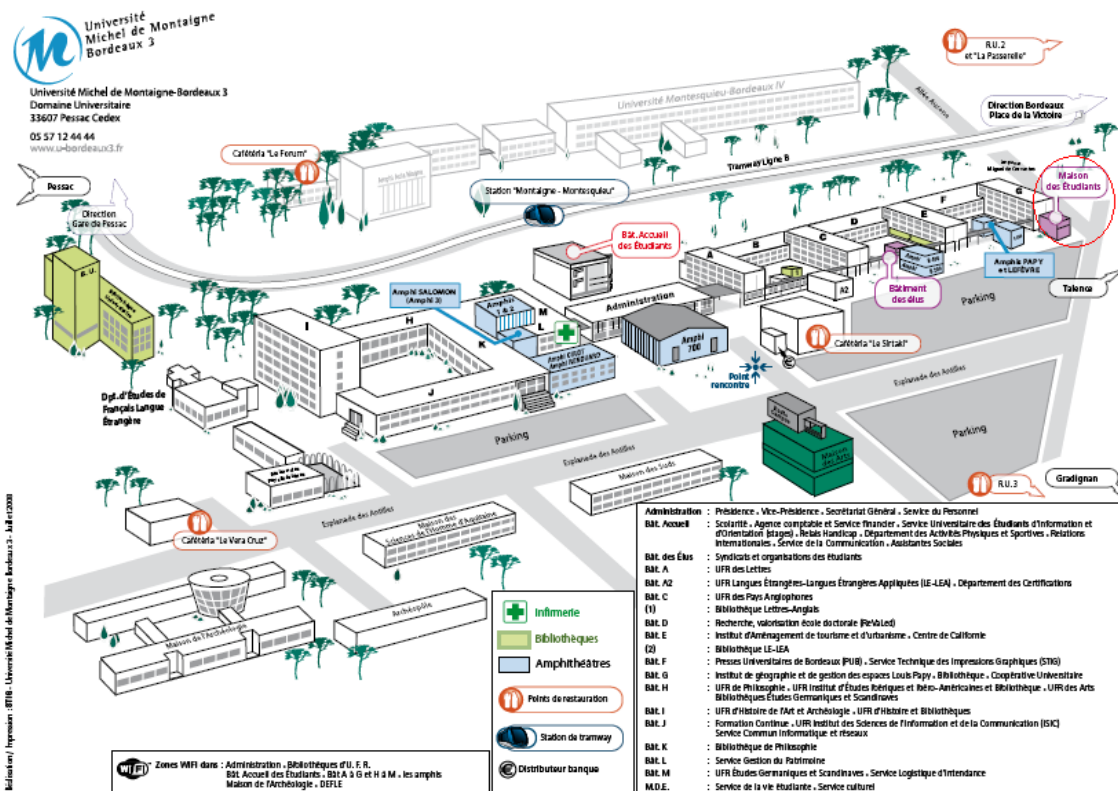 Université
Michel de Montaigne
Bordeaux 3
Université Michel de Montaigne-Bordeaux 3
Domaine Universitaire
33607 Pessac Cedex
05 57 12 44 44
www.u-bordeaux3.fr
R.U.2
et "La Passerelle"
Direction Bordeaux
Place de la Victoire
Université Montesquieu-Bordeaux IV
Cafétéria "Le Forum"
Tramway Ligne B
Station "Montaigne - Montesquieu"
Maison
des Étudiants
Pessac
Direction
Gare de Pessac
Bât. Accueil
des Étudiants
G
F
E
D
C
B
A
A2
Amphis PAPY
et LEFÈVRE
Bâtiment
des élus
Talence
Parking
B. U.
Amphi SALOMON
(Amphi 3)
Amphis
1 & 2
M
L
K
H
I
J
Administration
Amphi
700
Cafétéria "Le Sirtaki"
€
Point
rencontre
Esplanade des Antilles
Dpt. d'Études de
Français Langue
Étrangère
Parking
Esplanade des Antilles
Parking
Maison
des Arts
Maison des Suds
R.U.3
Gradignan
Esplanade des Antilles
Cafétéria "Le Vera Cruz"
Maison des
Sciences de l'Homme d'Aquitaine
Archéopôle
Maison de l'Archéologie
Infirmerie
Bibliothèques
Amphithéâtres
Points de restauration
Station de tramway
€ Distributeur banque
WiFi Zones WIFI dans : Administration . Bibliothèques d'U. F. R.
Bât. Accueil des Étudiants . Bât A à G et H à M . les amphis
Maison de l'Archéologie . DEFLE
Administration : Présidence . Vice-Présidence . Secrétariat Général . Service du Personnel
Bât. Accueil : Scolarité . Agence comptable et Service financier . Service Universitaire des Étudiants d'Information et
d'Orientation (stages) . Relais Handicap . Département des Activités Physiques et Sportives . Relations
Internationales . Service de la Communication . Assistantes Sociales
Bât. des Élus : Syndicats et organisations des étudiants
Bât. A : UFR des Lettres
Bât. A2 : UFR Langues Étrangères-Langues Étrangères Appliquées (LE-LEA) . Département des Certifications
Bât. C : UFR des Pays Anglophones
(1) : Bibliothèque Lettres-Anglais
Bât. D : Recherche, valorisation école doctorale (ReVaLed)
Bât. E : Institut d'Aménagement de tourisme et d'urbanisme . Centre de Californie
(2) : Bibliothèque LE-LEA
Bât. F : Presses Universitaires de Bordeaux (PUB) . Service Technique des Impressions Graphiques (STIG)
Bât. G : Institut de géographie et de gestion des espaces Louis Papy . Bibliothèque . Coopérative Universitaire
Bât. H : UFR de Philosophie . UFR Institut d'Études Ibériques et Ibéro-Américaines et Bibliothèque . UFR des Arts
Bibliothèques Études Germaniques et Scandinaves
Bât. I : UFR d'Histoire de l'Art et Archéologie . UFR d'Histoire et Bibliothèques
Bât. J : Formation Continue . UFR Institut des Sciences de l'Information et de la Communication (ISIC)
Service Commun Informatique et réseaux
Bât. K : Bibliothèque de Philosophie
Bât. L : Service Gestion du Patrimoine
Bât. M : UFR Études Germaniques et Scandinaves . Service Logistique d'Intendance
M.D.E. : Service de la vie étudiante . Service culturel